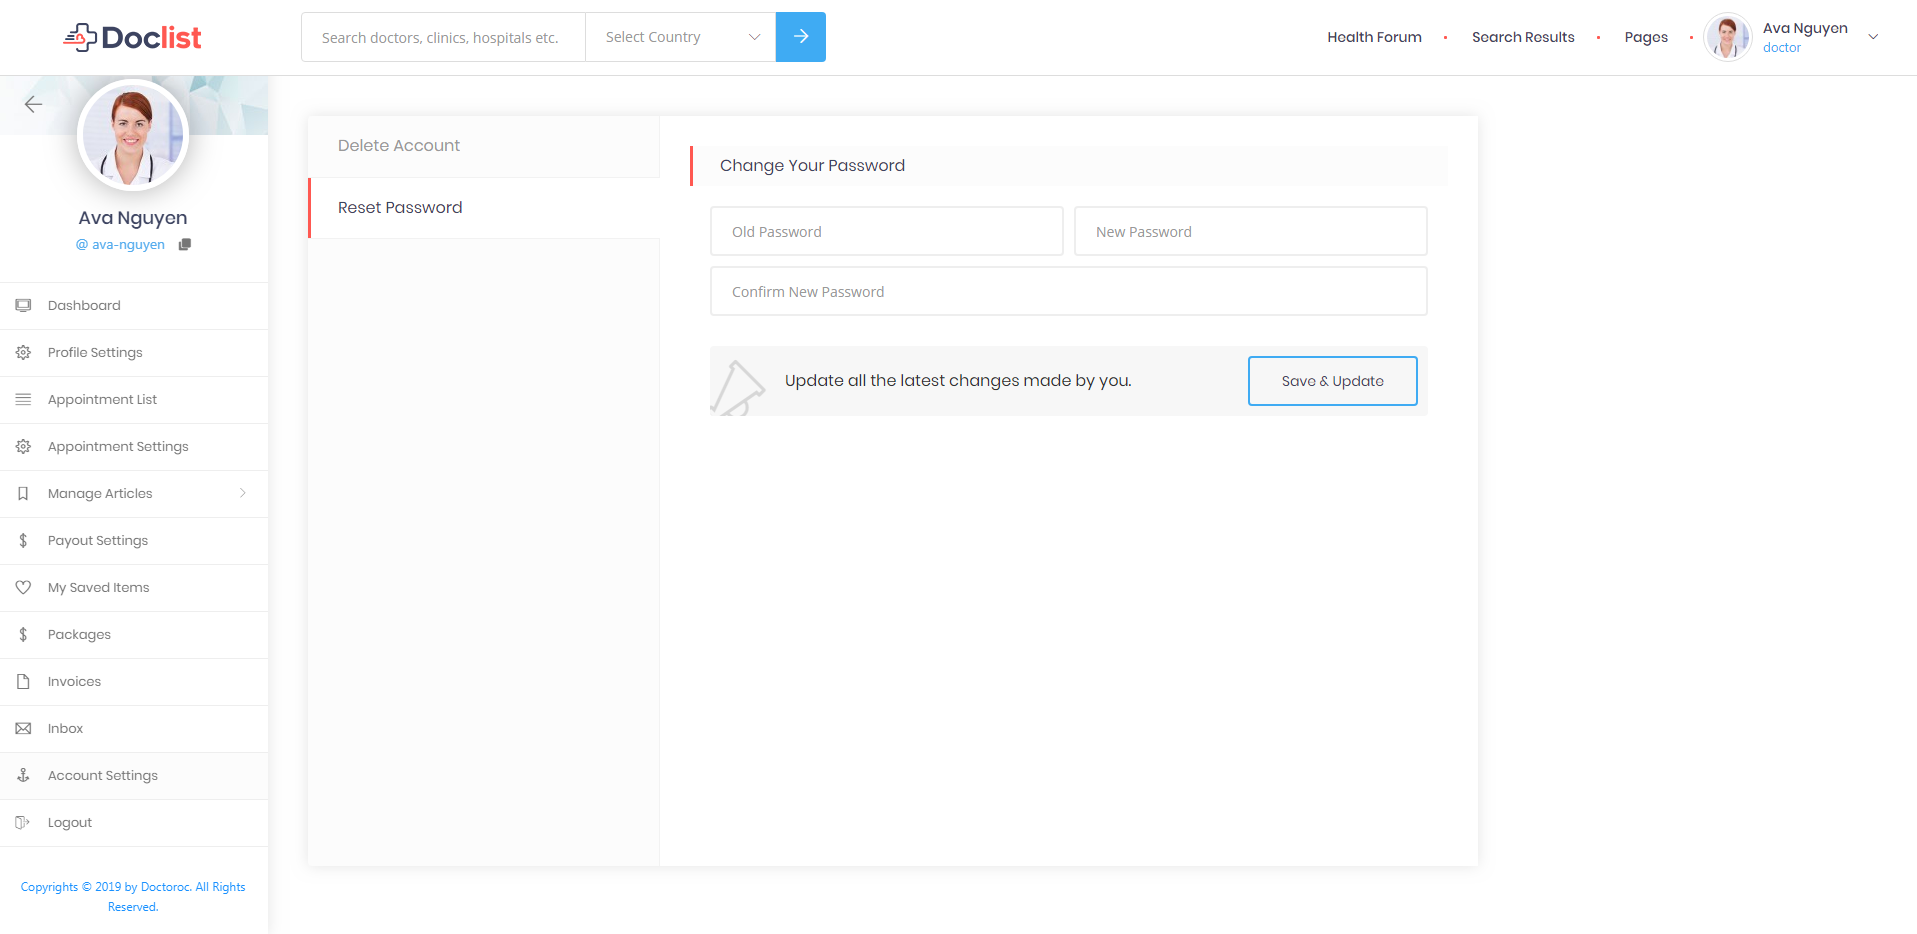 Doclist
Search doctors, clinics, hospitals etc.
Select Country
Health Forum
Search Results
Pages
Ava Nguyen
doctor
Ava Nguyen
@ ava-nguyen
Dashboard
Profile Settings
Appointment List
Appointment Settings
Manage Articles
Payout Settings
My Saved Items
Packages
Invoices
Inbox
Account Settings
Logout
Copyrights © 2019 by Doctoroc. All Rights
Reserved.
Delete Account
Reset Password
Change Your Password
Old Password
New Password
Confirm New Password
Update all the latest changes made by you.
Save & Update